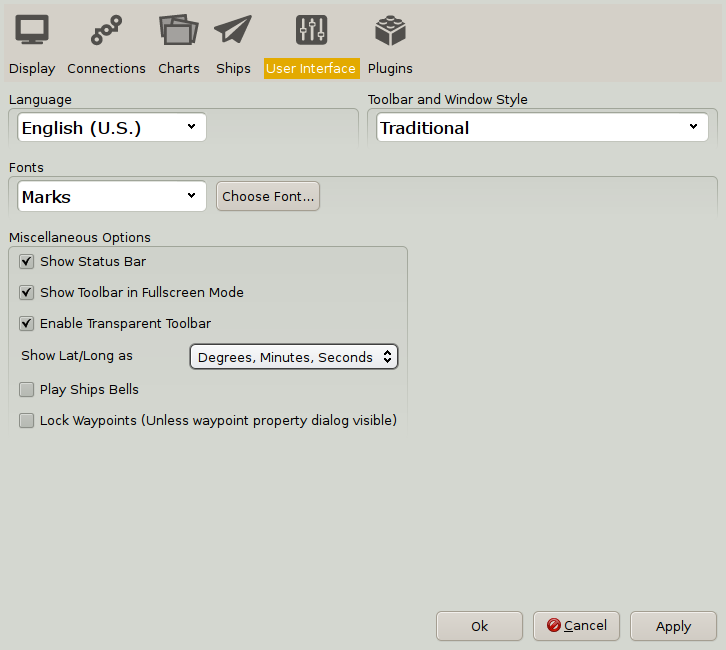 Display Connections Charts Ships User Interface Plugins
Language Toolbar and Window Style
English (U.S.) Traditional
Fonts
Marks Choose Font...
Miscellaneous Options
Show Status Bar
Show Toolbar in Fullscreen Mode
Enable Transparent Toolbar
Show Lat/Long as Degrees, Minutes, Seconds
Play Ships Bells
Lock Waypoints (Unless waypoint property dialog visible)
Ok Cancel Apply